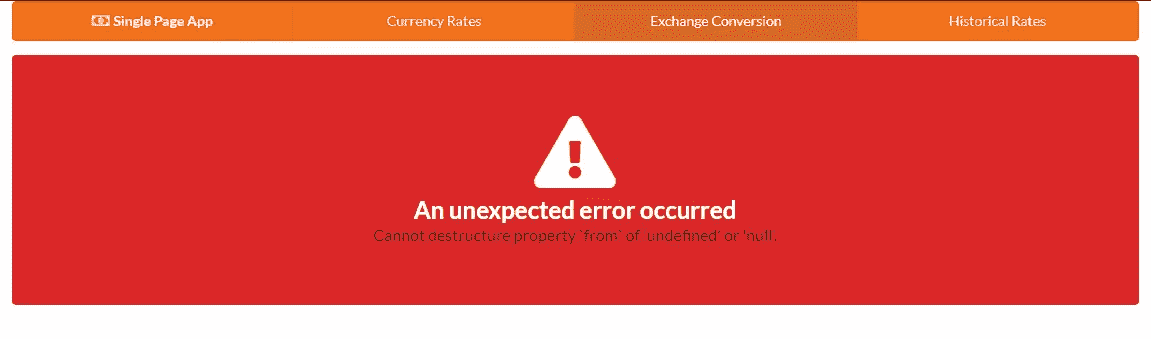 Single Page App Currency Rates Exchange Conversion Historical Rates
An unexpected error occurred
Cannot destructure property `from` of 'undefined' or 'null'.